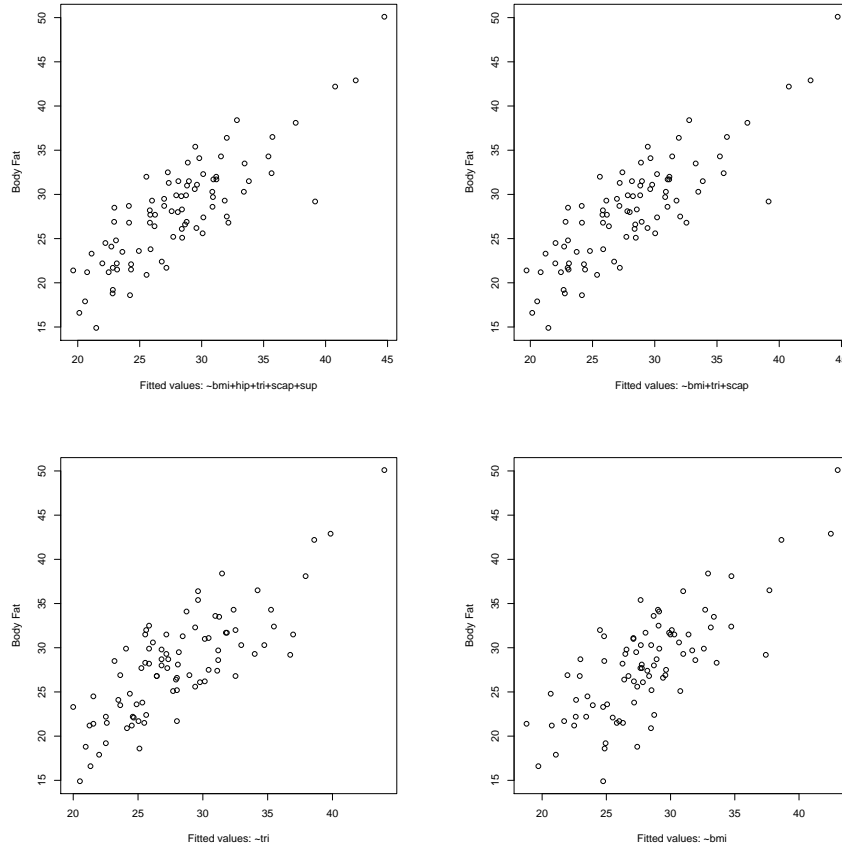 50
45
40
35
30
25
20
15
Body Fat
20 25 30 35 40 45
Fitted values: ~bmi+hip+tri+scap+sup
50
45
40
35
30
25
20
15
Body Fat
20 25 30 35 40 45
Fitted values: ~bmi+tri+scap
50
45
40
35
30
25
20
15
Body Fat
20 25 30 35 40
Fitted values: ~tri
50
45
40
35
30
25
20
15
Body Fat
20 25 30 35 40
Fitted values: ~bmi